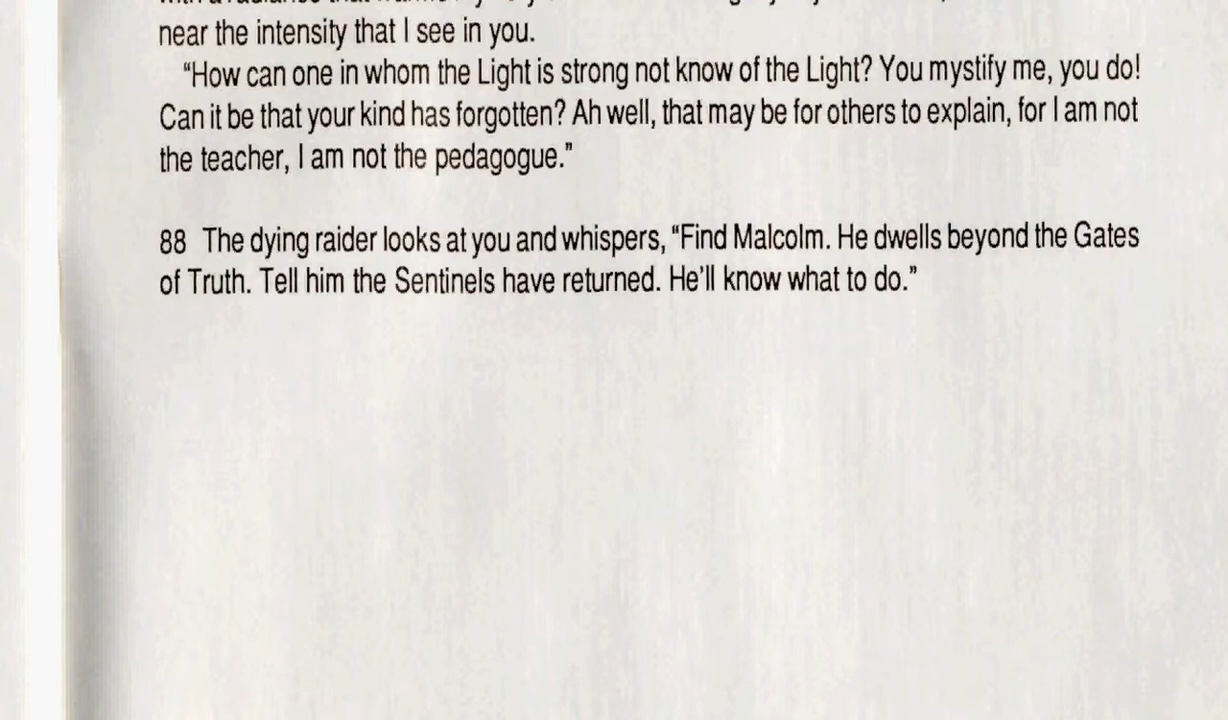 near the intensity that I see in you.
“How can one in whom the Light is strong not know of the Light? You mystify me, you do!
Can it be that your kind has forgotten? Ah well, that may be for others to explain, for I am not
the teacher, I am not the pedagogue.”
88 The dying raider looks at you and whispers, “Find Malcolm. He dwells beyond the Gates
of Truth. Tell him the Sentinels have returned. He’ll know what to do.”